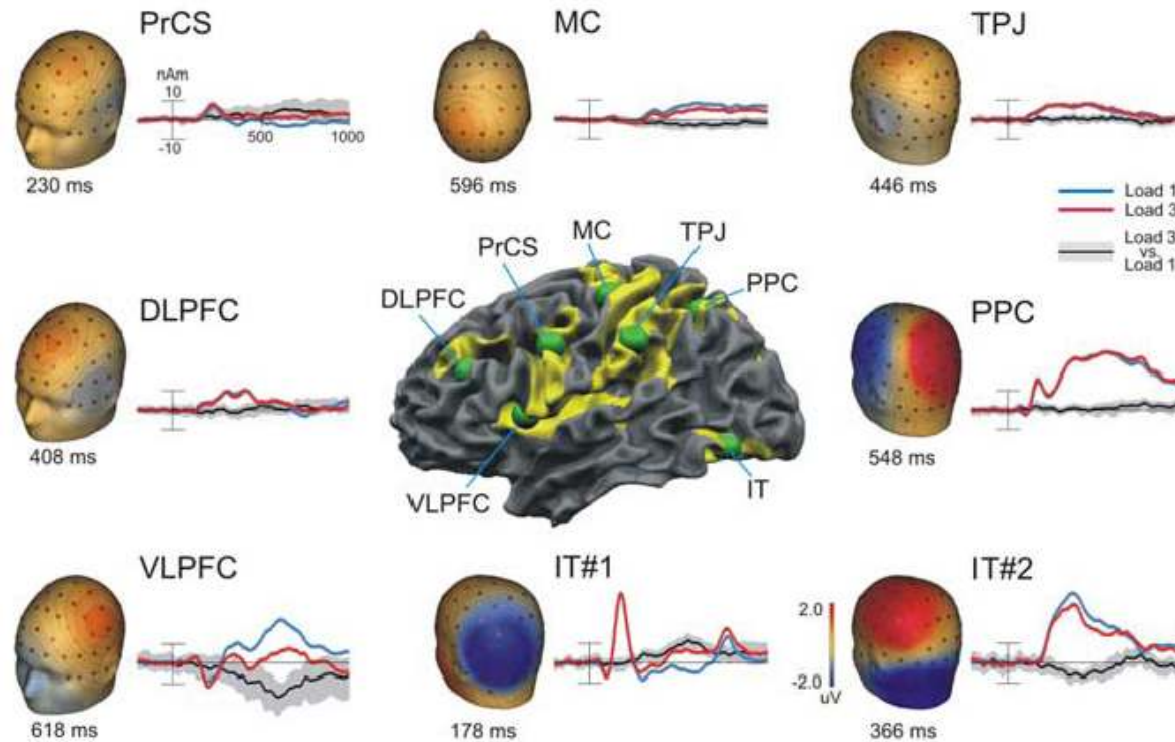 PrCS
MC
TPJ
nAm
10
-10
500
1000
230 ms
596 ms
446 ms
Load 1
Load 3
Load 3
vs.
Load 1
MC
TPJ
PrCS
PPC
DLPFC
VLPFC
IT
DLPFC
408 ms
PPC
548 ms
VLPFC
618 ms
IT#1
178 ms
IT#2
2.0
-2.0
uV
366 ms